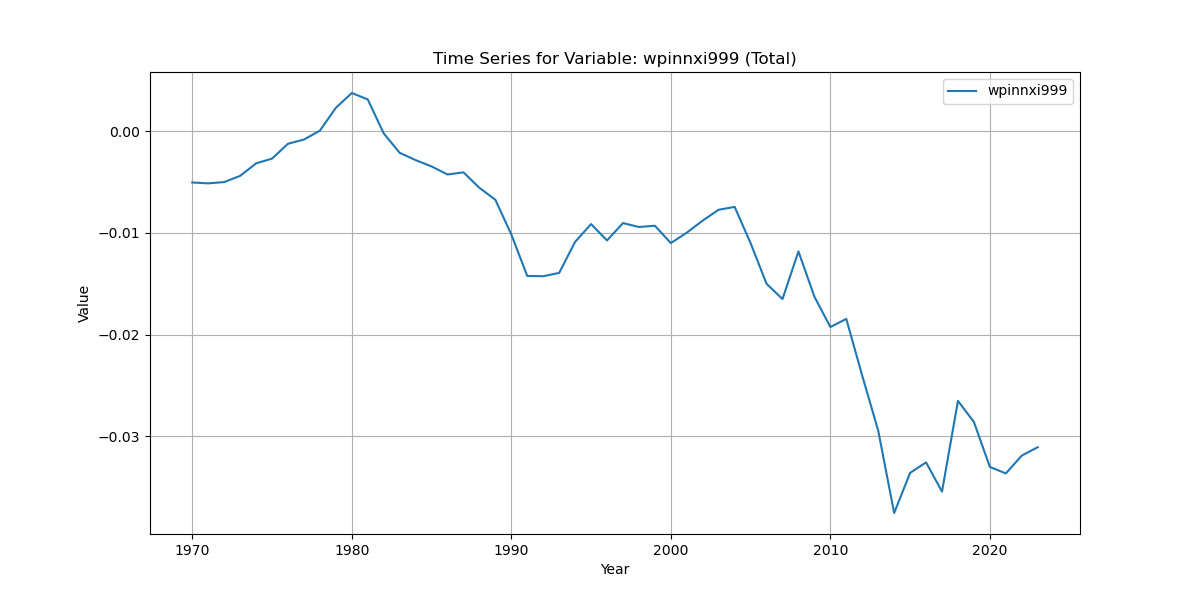 Time Series for Variable: wpinnxi999 (Total)
wpinnxi999
0.00
−0.01
−0.02
−0.03
Value
1970 1980 1990 2000 2010 2020
Year